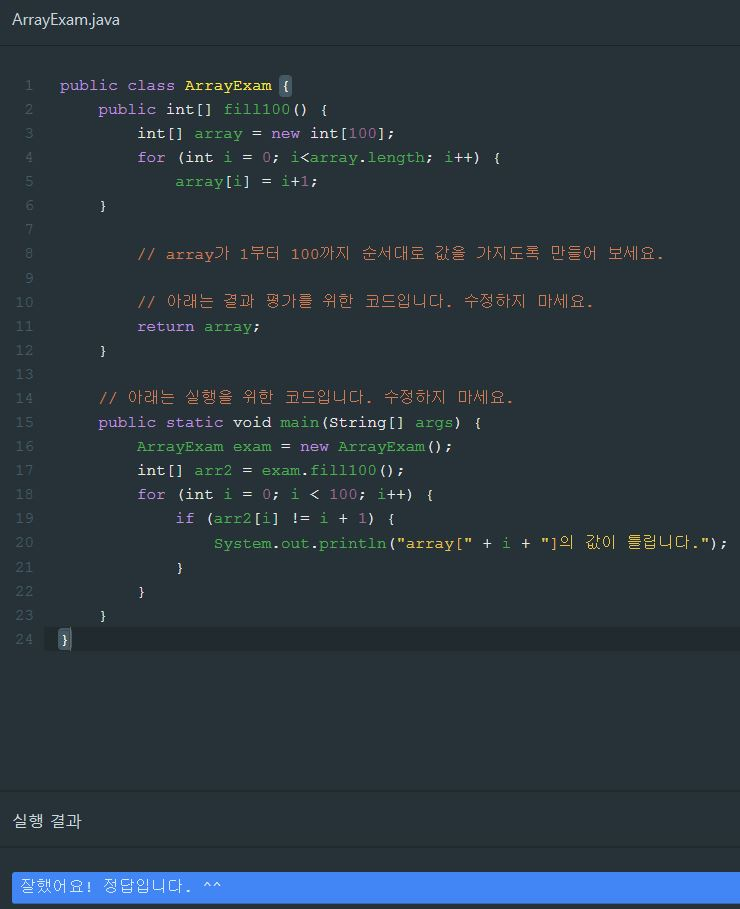 ArrayExam.java
1 public class ArrayExam {
2     public int[] fill100() {
3         int[] array = new int[100];
4         for (int i = 0; i<array.length; i++) {
5             array[i] = i+1;
6     }
7
8         // array가 1부터 100까지 순서대로 값을 가지도록 만들어 보세요.
9
10         // 아래는 결과 평가를 위한 코드입니다. 수정하지 마세요.
11         return array;
12     }
13
14     // 아래는 실행을 위한 코드입니다. 수정하지 마세요.
15     public static void main(String[] args) {
16         ArrayExam exam = new ArrayExam();
17         int[] arr2 = exam.fill100();
18         for (int i = 0; i < 100; i++) {
19             if (arr2[i] != i + 1) {
20                 System.out.println("array[" + i + "]의 값이 틀립니다.");
21             }
22         }
23     }
24 }
실행 결과
잘했어요! 정답입니다. ^^